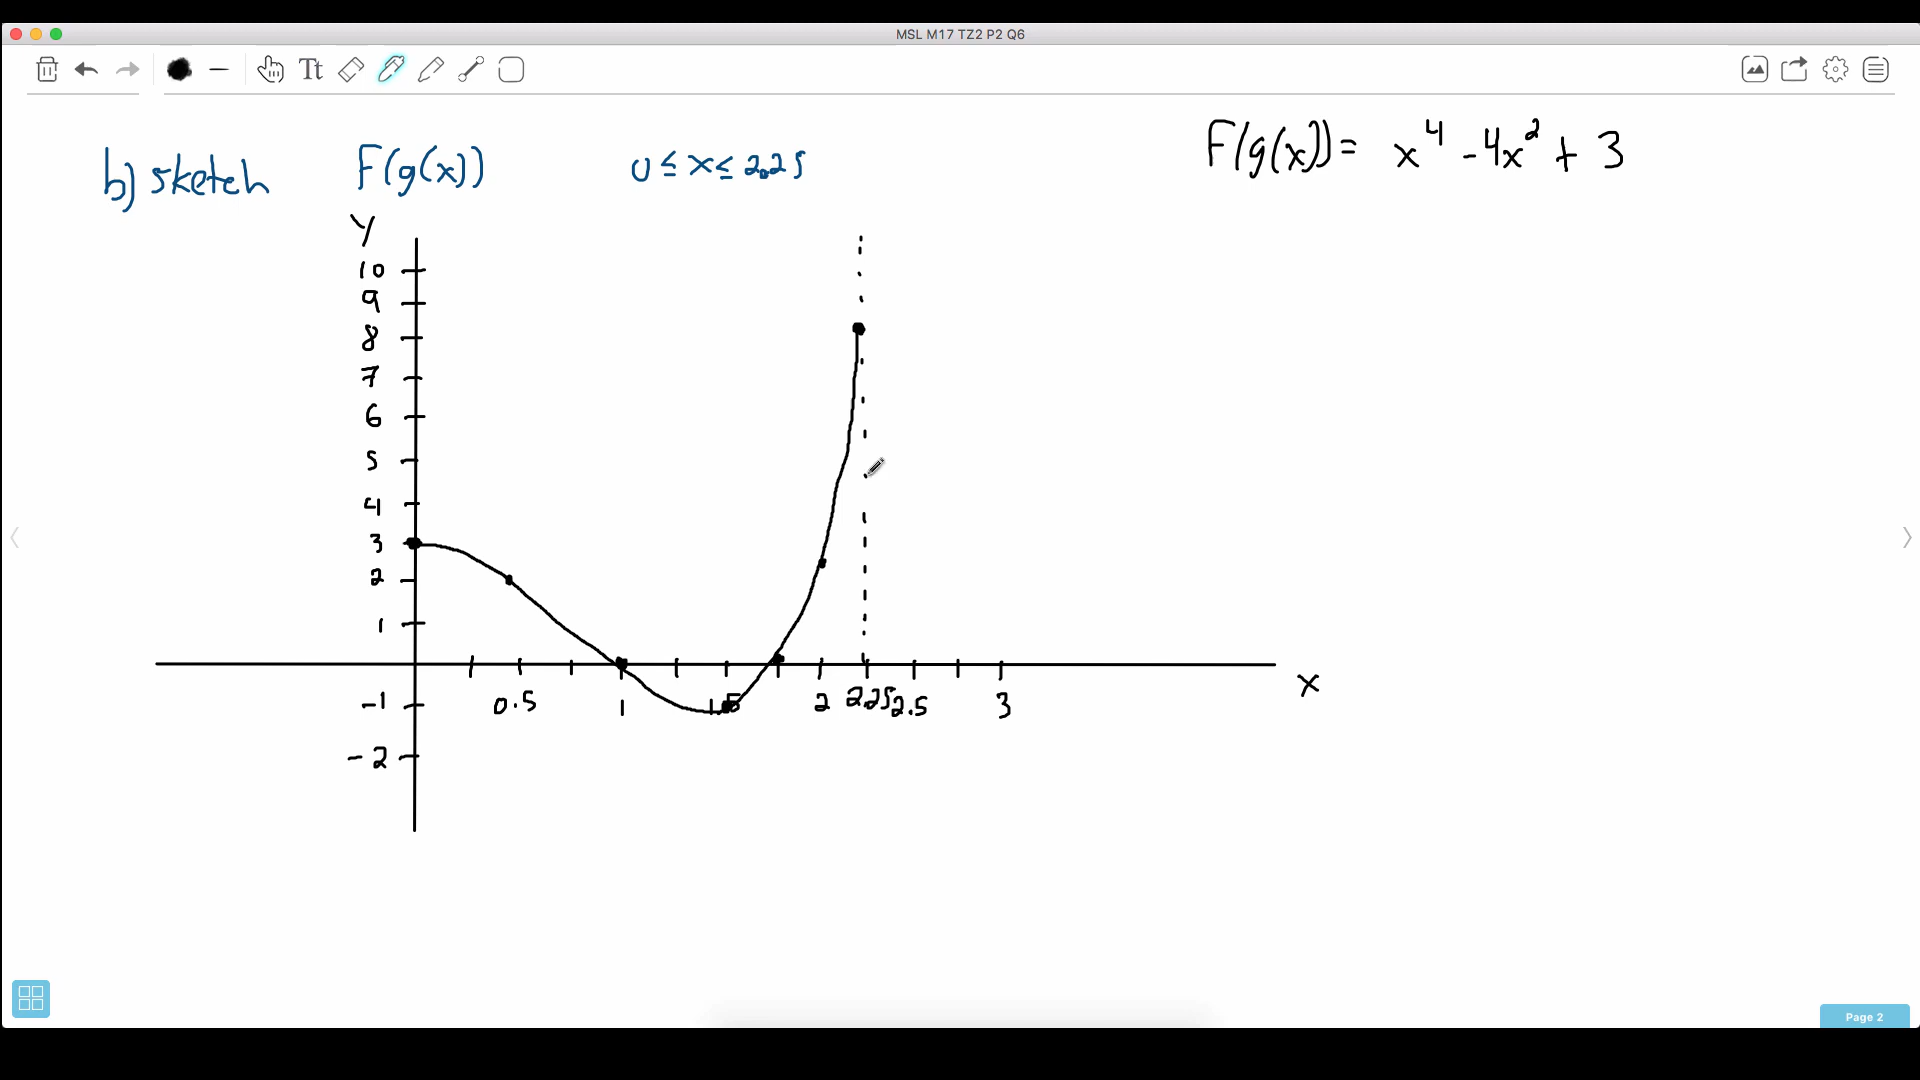 MSL M17 TZ2 P2 Q6
Tt
b) sketch F(g(x)) 0 ≤ x ≤ 2.25
F(g(x)) = x⁴ - 4x² + 3
Y
10
9
8
7
6
5
4
3
2
1
-1
-2
0.5 1 1.5 2 2.25 2.5 3
x
Page 2